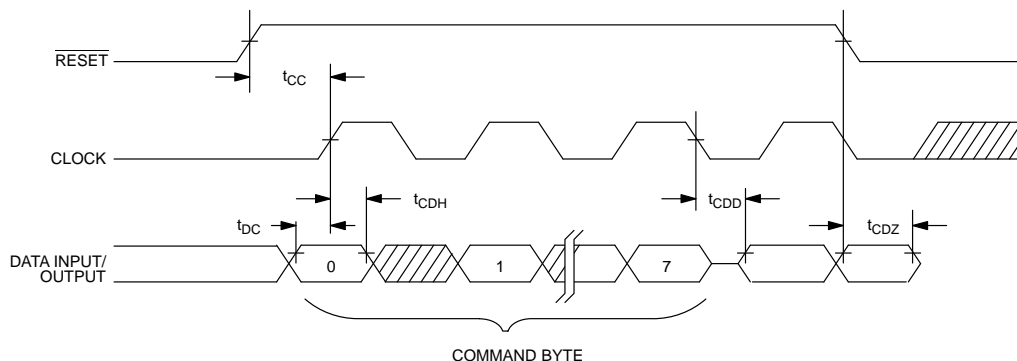 RESET
tCC
CLOCK
tCDH
tCDD
tDC
tCDZ
DATA INPUT/
OUTPUT
0
1
7
COMMAND BYTE